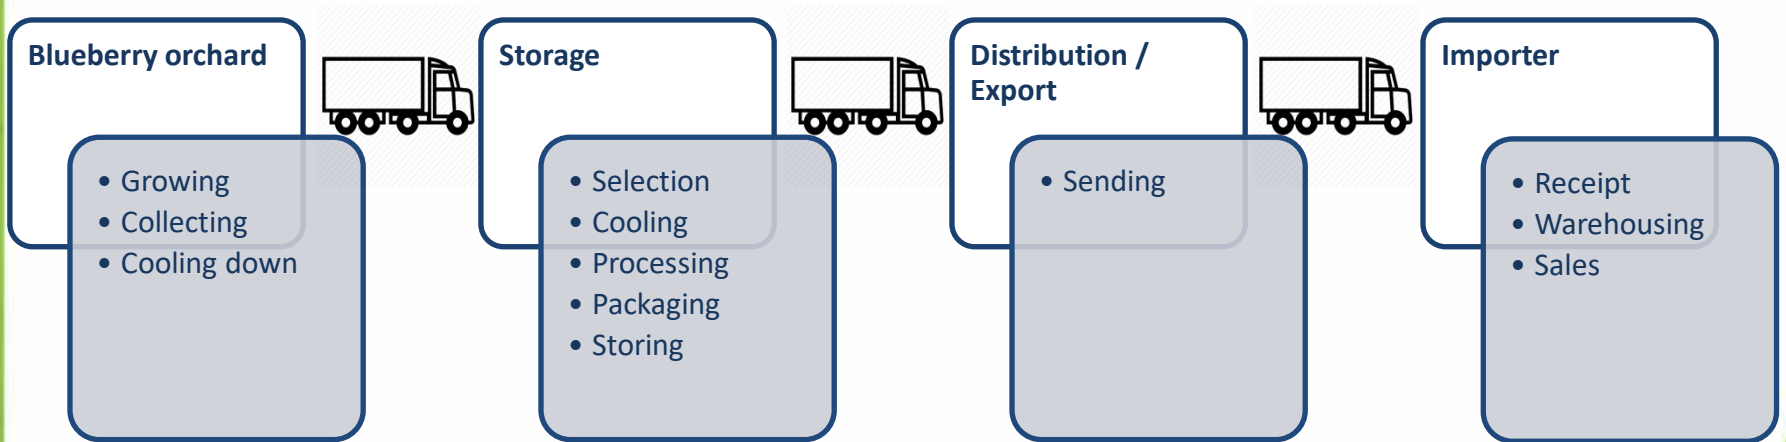 Blueberry orchard
• Growing
• Collecting
• Cooling down
Storage
• Selection
• Cooling
• Processing
• Packaging
• Storing
Distribution /
Export
• Sending
Importer
• Receipt
• Warehousing
• Sales